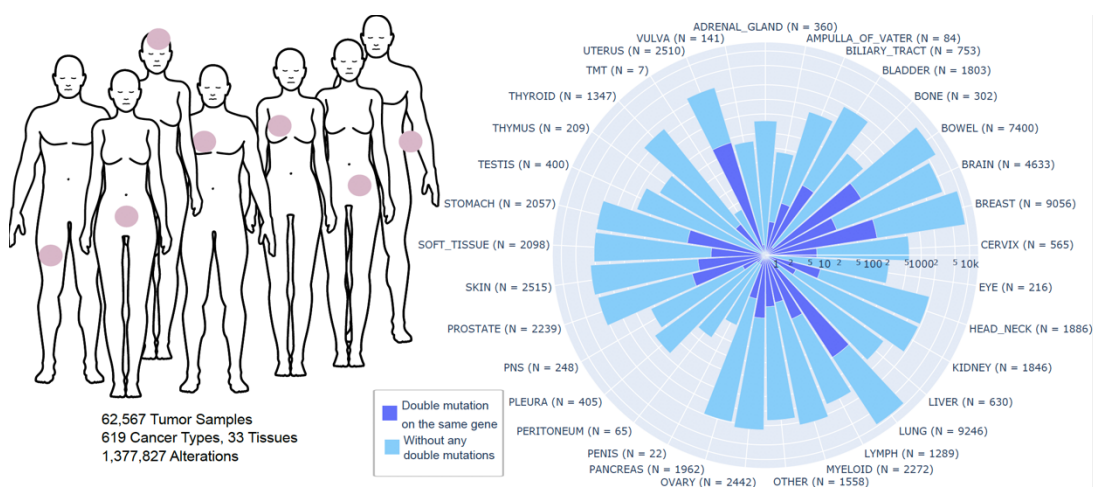 62,567 Tumor Samples
619 Cancer Types, 33 Tissues
1,377,827 Alterations
Double mutation
on the same gene
Without any
double mutations
ADRENAL_GLAND (N = 360)
AMPULLA_OF_VATER (N = 84)
BILIARY_TRACT (N = 753)
BLADDER (N = 1803)
BONE (N = 302)
BOWEL (N = 7400)
BRAIN (N = 4633)
BREAST (N = 9056)
CERVIX (N = 565)
EYE (N = 216)
HEAD_NECK (N = 1886)
KIDNEY (N = 1846)
LIVER (N = 630)
LUNG (N = 9246)
LYMPH (N = 1289)
MYELOID (N = 2272)
OTHER (N = 1558)
OVARY (N = 2442)
PANCREAS (N = 1962)
PENIS (N = 22)
PERITONEUM (N = 65)
PLEURA (N = 405)
PNS (N = 248)
PROSTATE (N = 2239)
SKIN (N = 2515)
SOFT_TISSUE (N = 2098)
STOMACH (N = 2057)
TESTIS (N = 400)
THYMUS (N = 209)
THYROID (N = 1347)
TMT (N = 7)
UTERUS (N = 2510)
VULVA (N = 141)
1 2 5 10 2 5 100 2 5 1000 2 5 10k